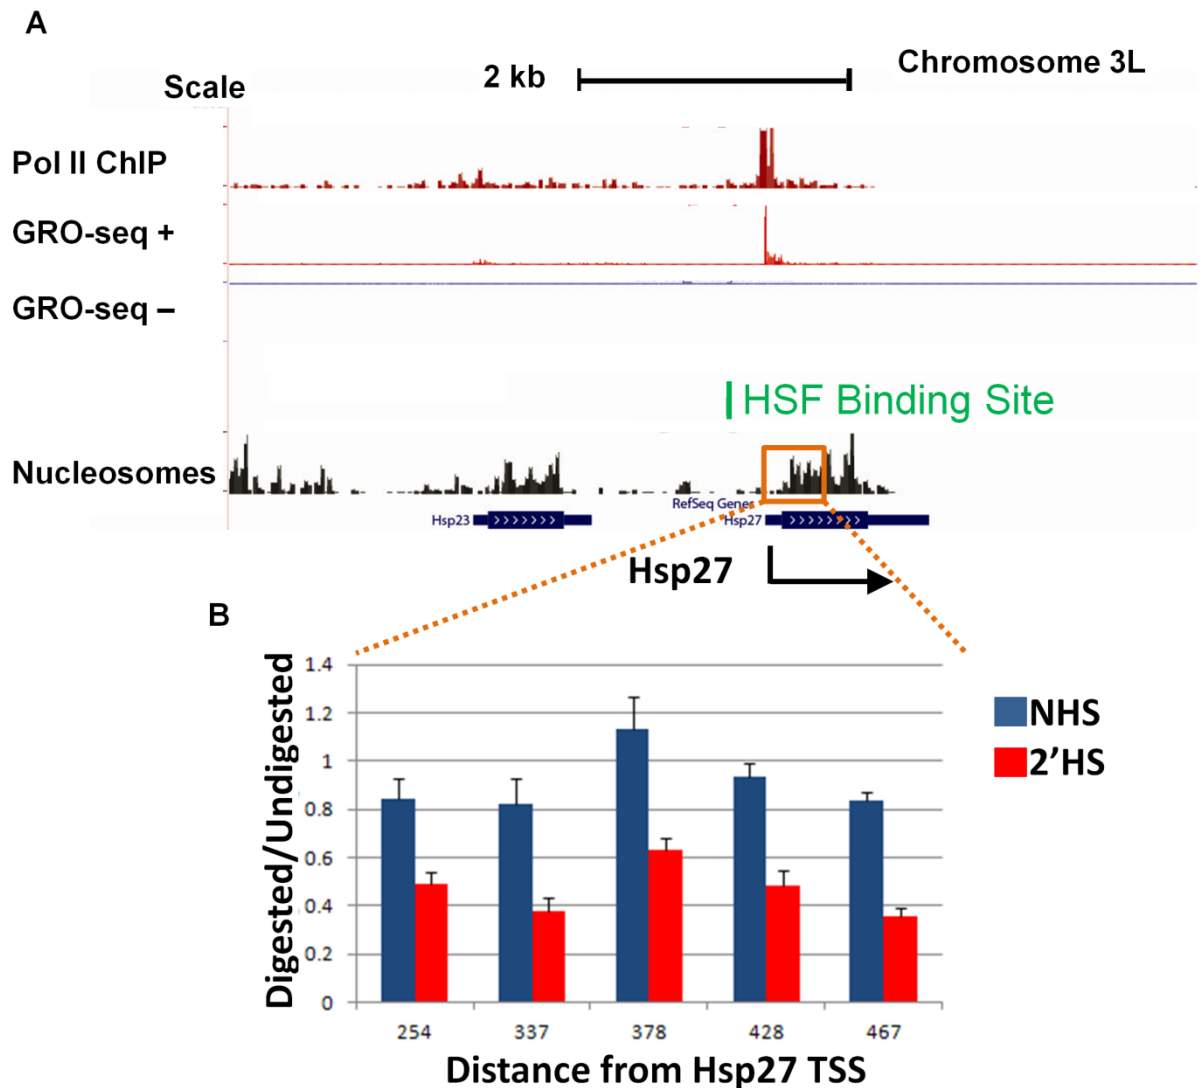 A
Scale
2 kb
Chromosome 3L
Pol II ChIP
GRO-seq +
GRO-seq –
HSF Binding Site
Nucleosomes
RefSeq Genes
Hsp23
Hsp27
Hsp27
B
Digested/Undigested
1.4
1.2
1
0.8
0.6
0.4
0.2
0
NHS
2'HS
254 337 378 428 467
Distance from Hsp27 TSS